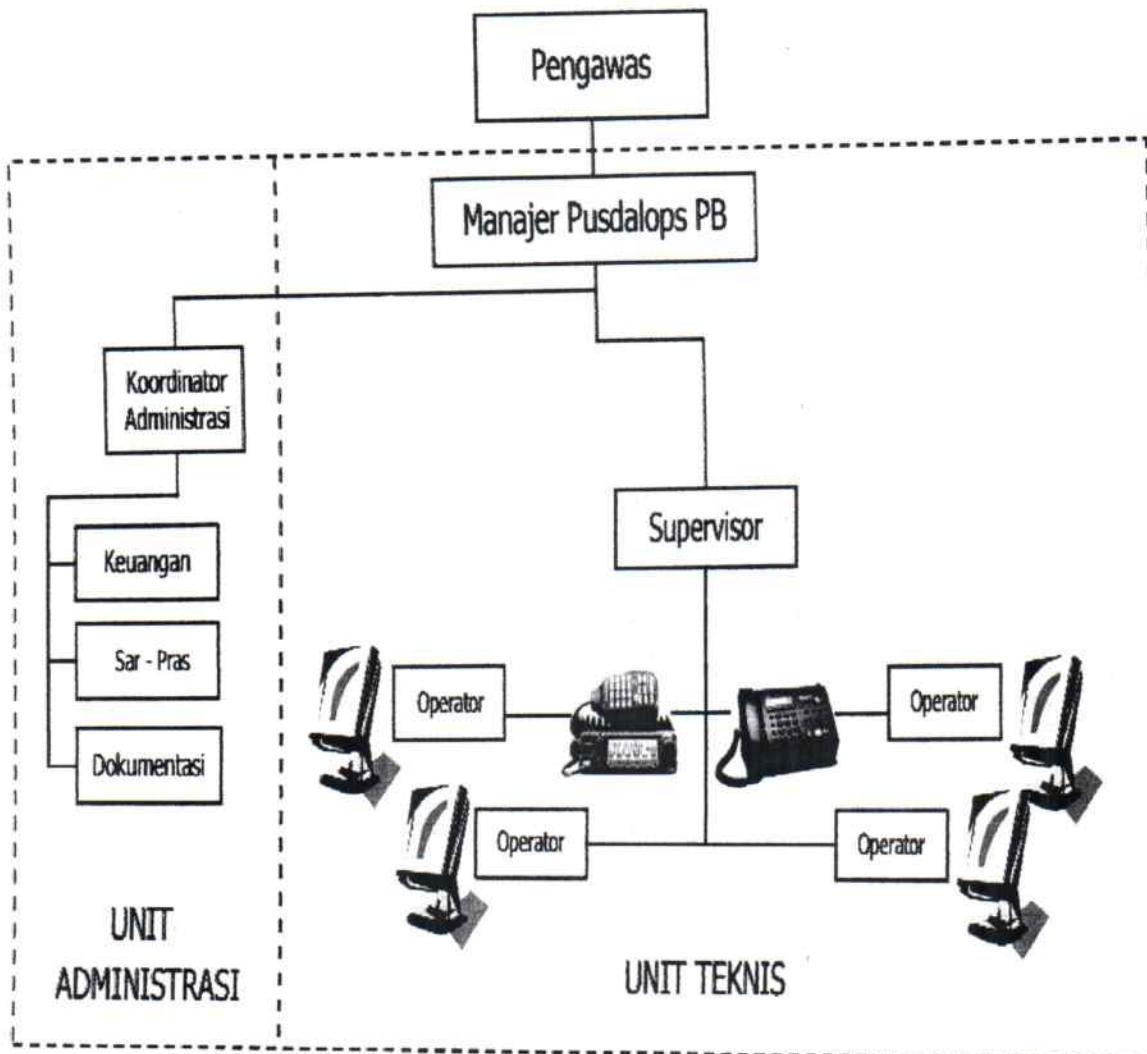 Pengawas
Manajer Pusdalops PB
Koordinator
Administrasi
Supervisor
Keuangan
Sar - Pras
Dokumentasi
Operator
Operator
Operator
Operator
UNIT
ADMINISTRASI
UNIT TEKNIS